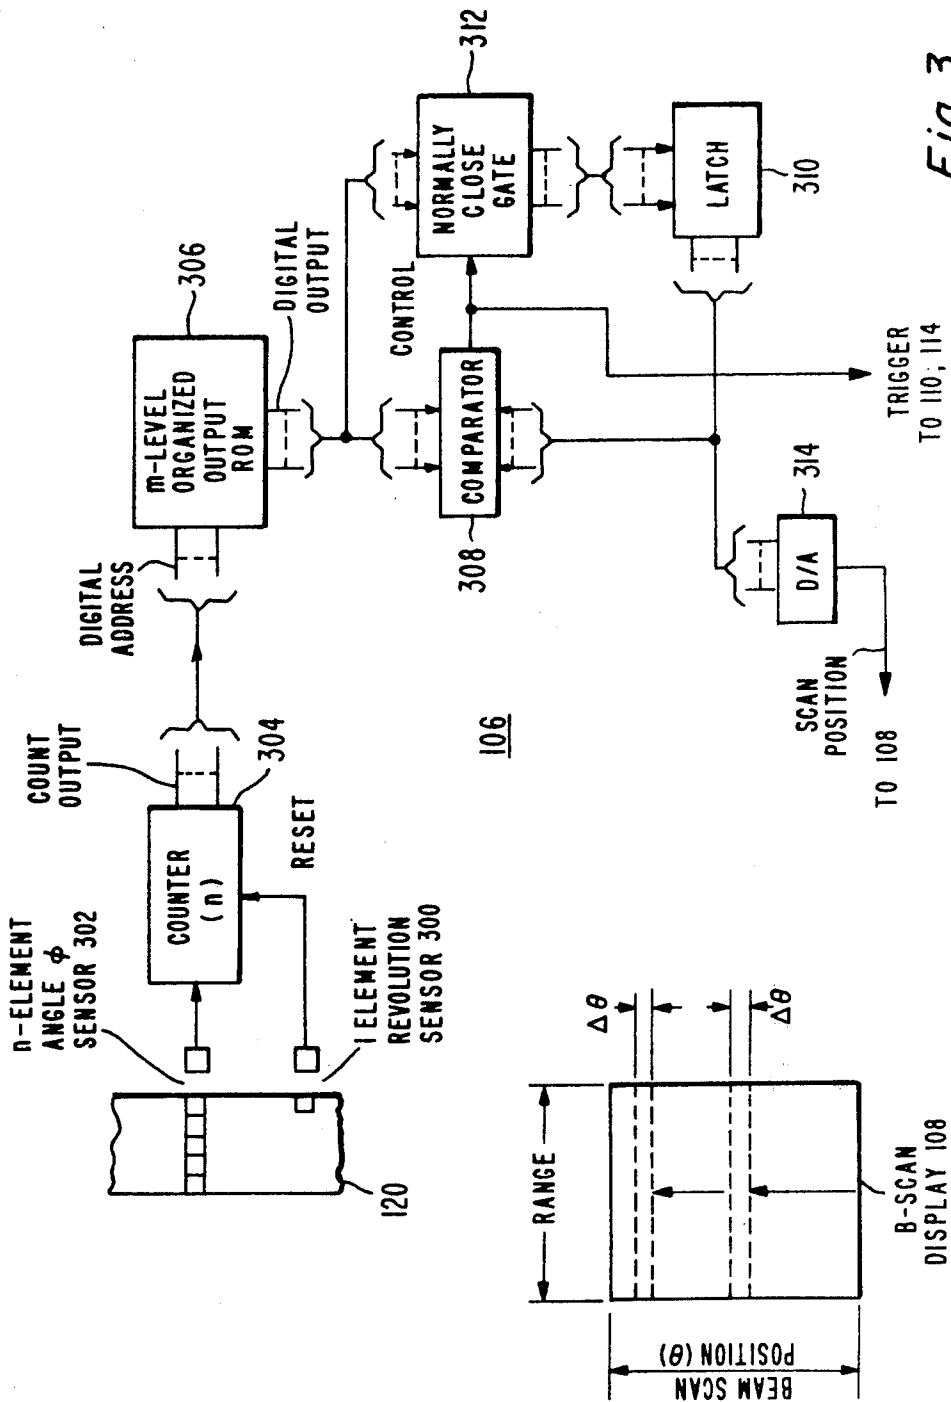 n-ELEMENT
ANGLE ϕ
SENSOR 302
COUNT
OUTPUT
DIGITAL
ADDRESS
306
312
COUNTER
(n)
304
m-LEVEL
ORGANIZED
OUTPUT
ROM
DIGITAL
OUTPUT
NORMALLY
CLOSE
GATE
RESET
1 ELEMENT
REVOLUTION
SENSOR 300
120
CONTROL
COMPARATOR
308
LATCH
310
106
TRIGGER
TO 110; 114
314
D/A
SCAN
POSITION
TO 108
RANGE
Δθ
Δ'θ
BEAM SCAN
POSITION (θ)
B-SCAN
DISPLAY 108
Fig. 3